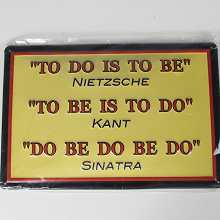 "TO DO IS TO BE"
NIETZSCHE
"TO BE IS TO DO"
KANT
"DO BE DO BE DO"
SINATRA